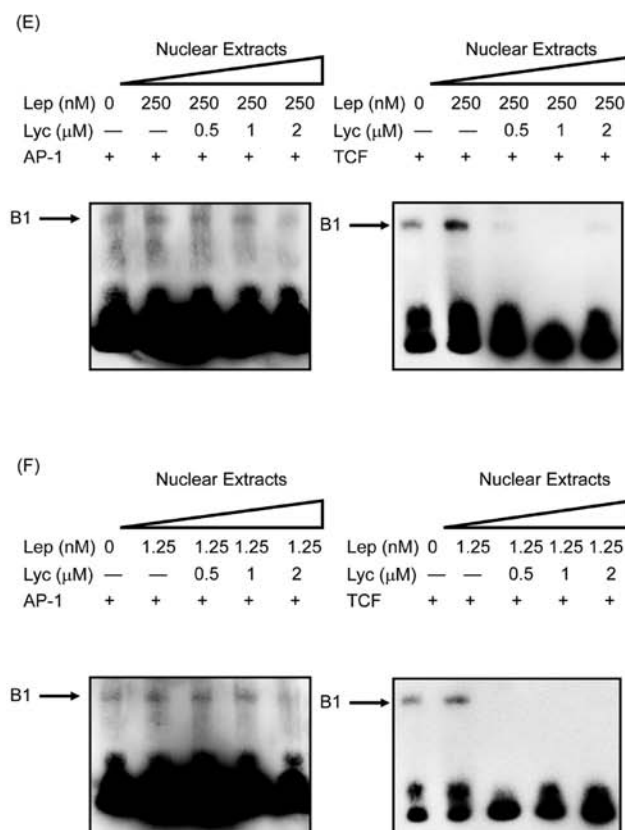 (E)
Nuclear Extracts
Lep (nM) 0 250 250 250 250
Lyc (μM) — — 0.5 1 2
AP-1 + + + + +
B1
Nuclear Extracts
Lep (nM) 0 250 250 250 250
Lyc (μM) — — 0.5 1 2
TCF + + + + +
B1
(F)
Nuclear Extracts
Lep (nM) 0 1.25 1.25 1.25 1.25
Lyc (μM) — — 0.5 1 2
AP-1 + + + + +
B1
Nuclear Extracts
Lep (nM) 0 1.25 1.25 1.25 1.25
Lyc (μM) — — 0.5 1 2
TCF + + + + +
B1